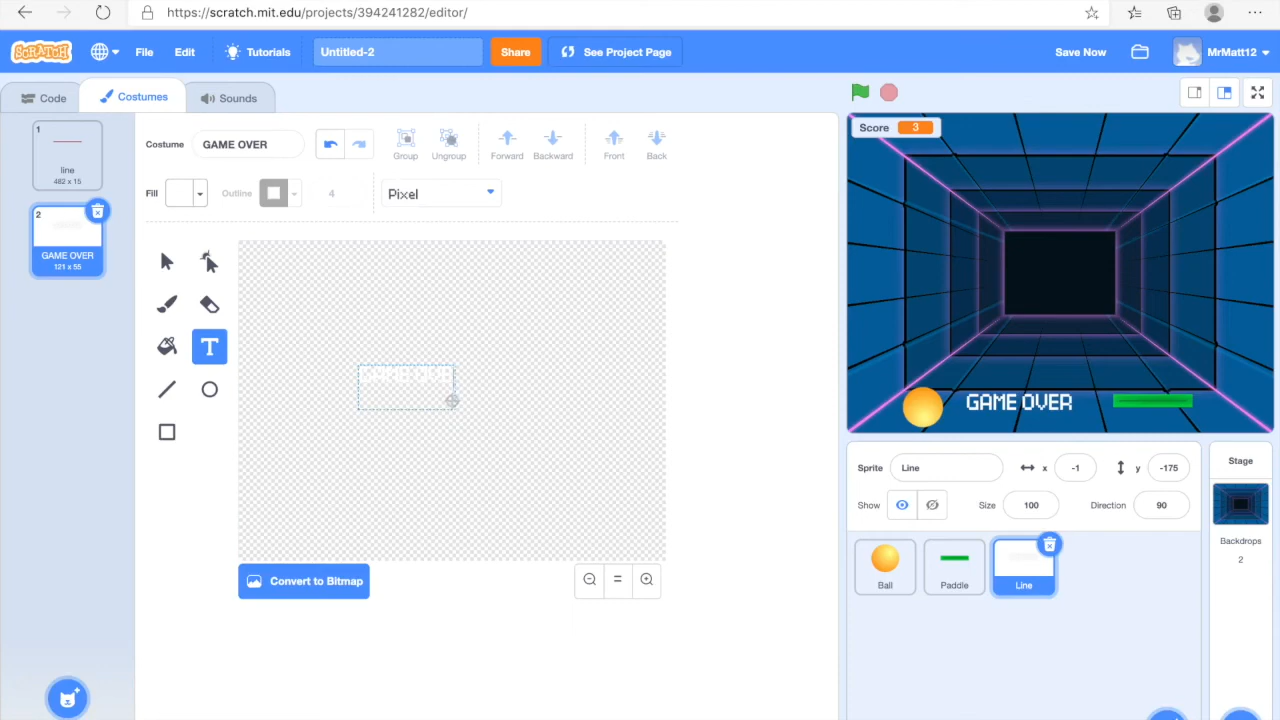 https://scratch.mit.edu/projects/394241282/editor/
SCRATCH
File
Edit
Tutorials
Untitled-2
Share
See Project Page
Save Now
MrMatt12
Code
Costumes
Sounds
1
line
482 x 15
2
GAME OVER
121 x 55
Costume
GAME OVER
Group
Ungroup
Forward
Backward
Front
Back
Fill
Outline
4
Pixel
T
GAME OVER
Convert to Bitmap
Score
3
GAME OVER
Sprite
Line
x
-1
y
-175
Show
Size
100
Direction
90
Ball
Paddle
Line
Stage
Backdrops
2